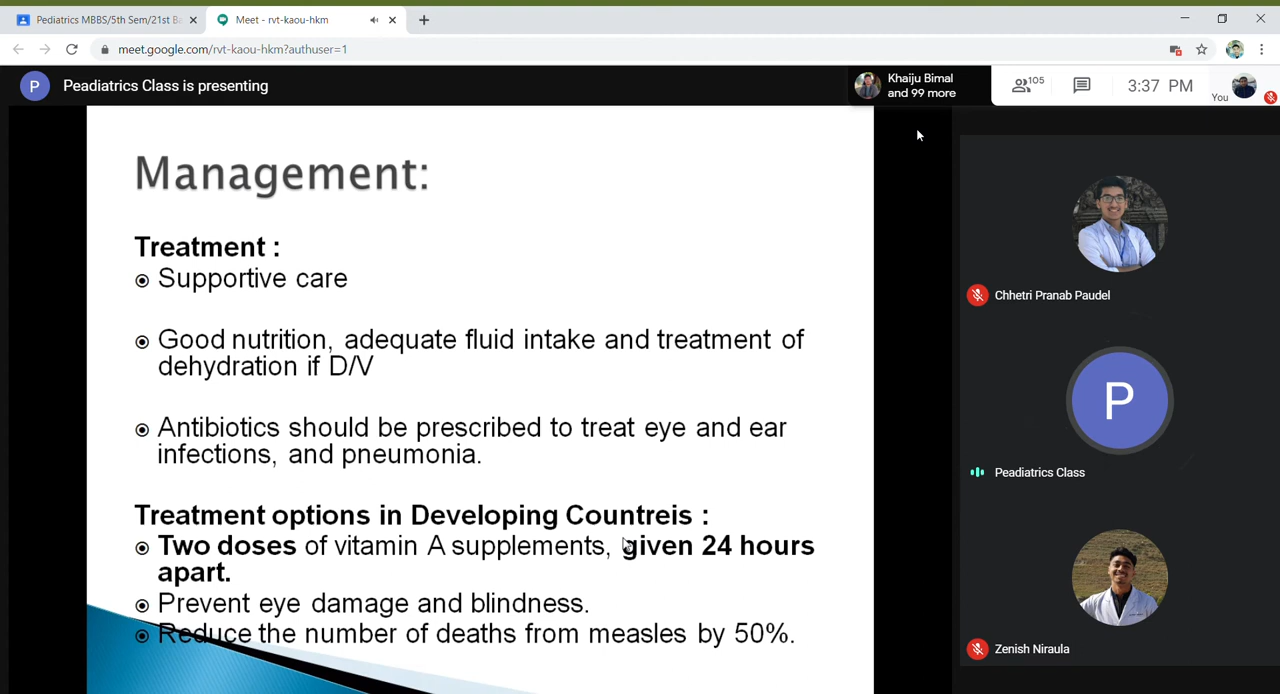 Pediatrics MBBS/5th Sem/21st Ba
Meet - rvt-kaou-hkm
meet.google.com/rvt-kaou-hkm?authuser=1
P
Peadiatrics Class is presenting
Khaiju Bimal
and 99 more
105
3:37 PM
You
Management:
Treatment :
Supportive care
Good nutrition, adequate fluid intake and treatment of
dehydration if D/V
Antibiotics should be prescribed to treat eye and ear
infections, and pneumonia.
Treatment options in Developing Countreis :
Two doses of vitamin A supplements, given 24 hours
apart.
Prevent eye damage and blindness.
Reduce the number of deaths from measles by 50%.
Chhetri Pranab Paudel
P
Peadiatrics Class
Zenish Niraula